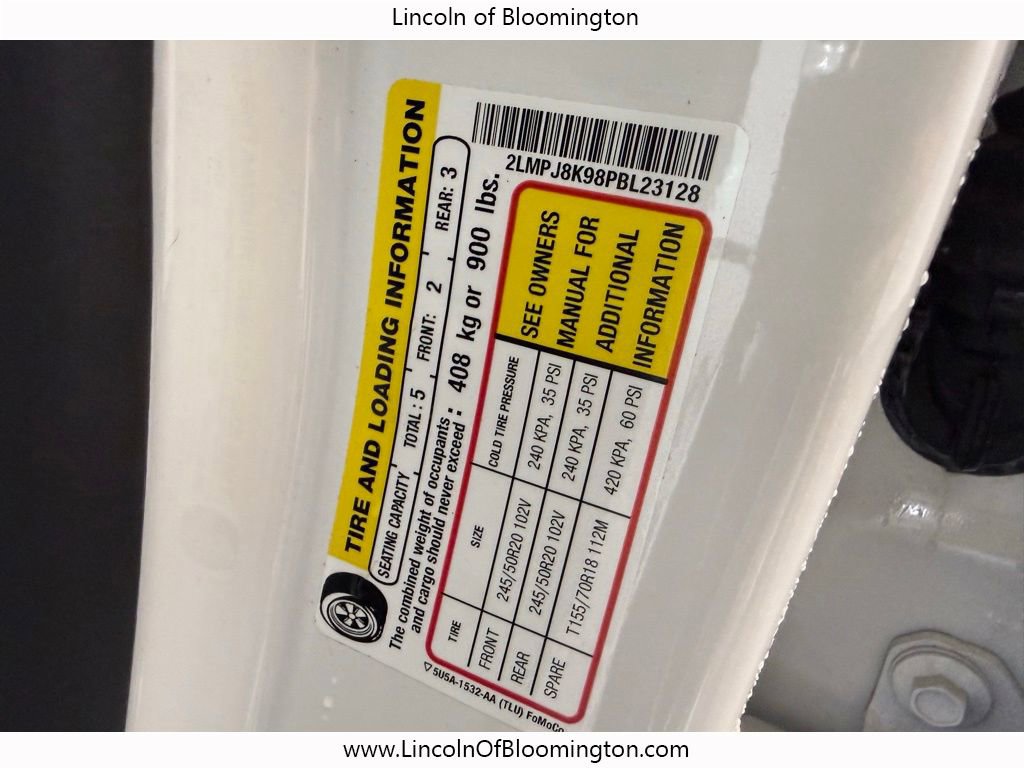 Lincoln of Bloomington
TIRE AND LOADING INFORMATION
SEATING CAPACITY TOTAL: 5 FRONT: 2 REAR: 3
The combined weight of occupants
and cargo should never exceed: 408 kg or 900 lbs.
TIRE SIZE COLD TIRE PRESSURE
FRONT 245/50R20 102V 240 KPA, 35 PSI
REAR 245/50R20 102V 240 KPA, 35 PSI
SPARE T155/70R18 112M 420 KPA, 60 PSI
SEE OWNERS
MANUAL FOR
ADDITIONAL
INFORMATION
2LMPJ8K98PBL23128
5U5A-1532-AA (TLU) FoMoCo
www.LincolnOfBloomington.com